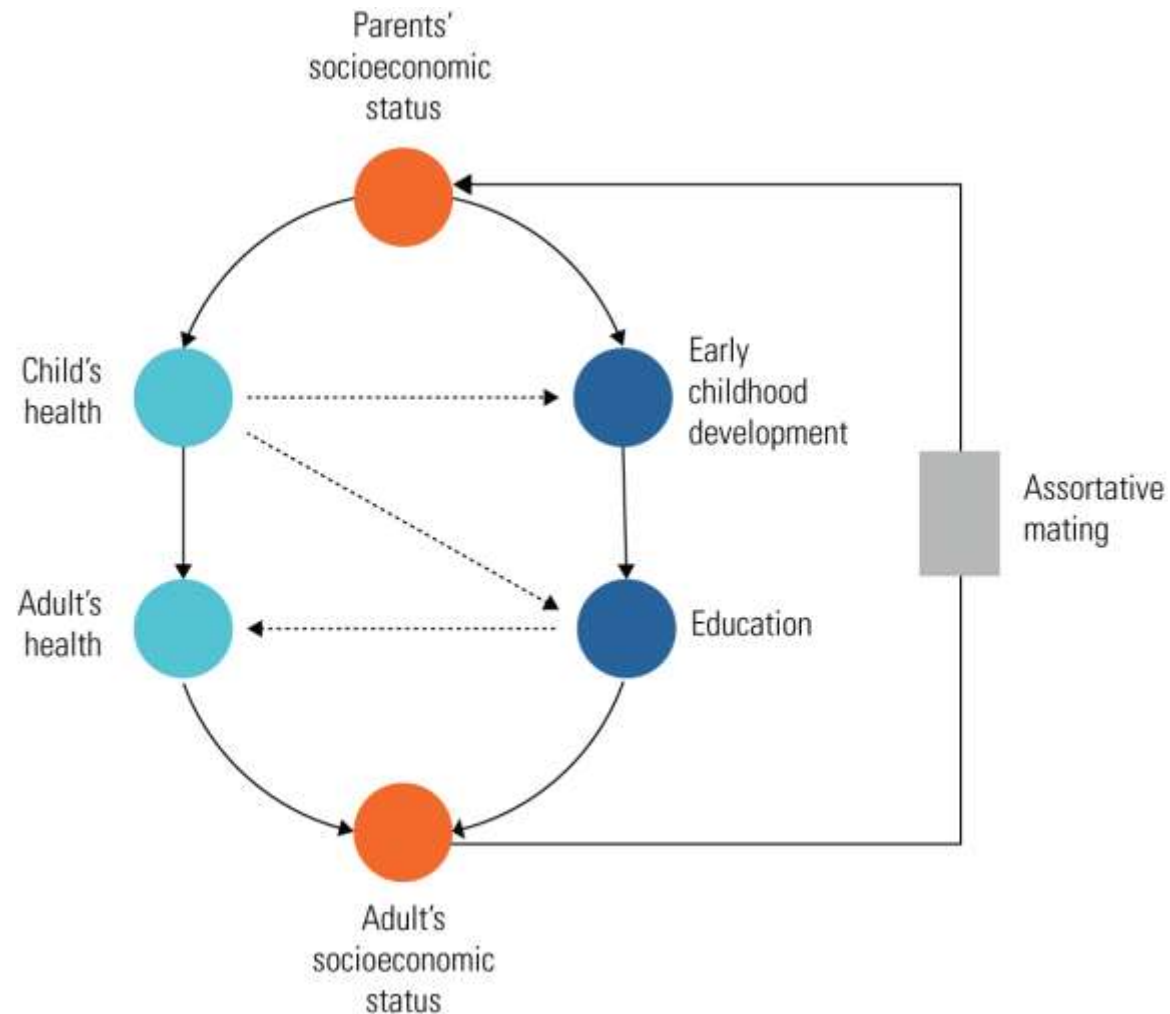 Parents'
socioeconomic
status
Child's
health
Early
childhood
development
Assortative
mating
Adult's
health
Education
Adult's
socioeconomic
status